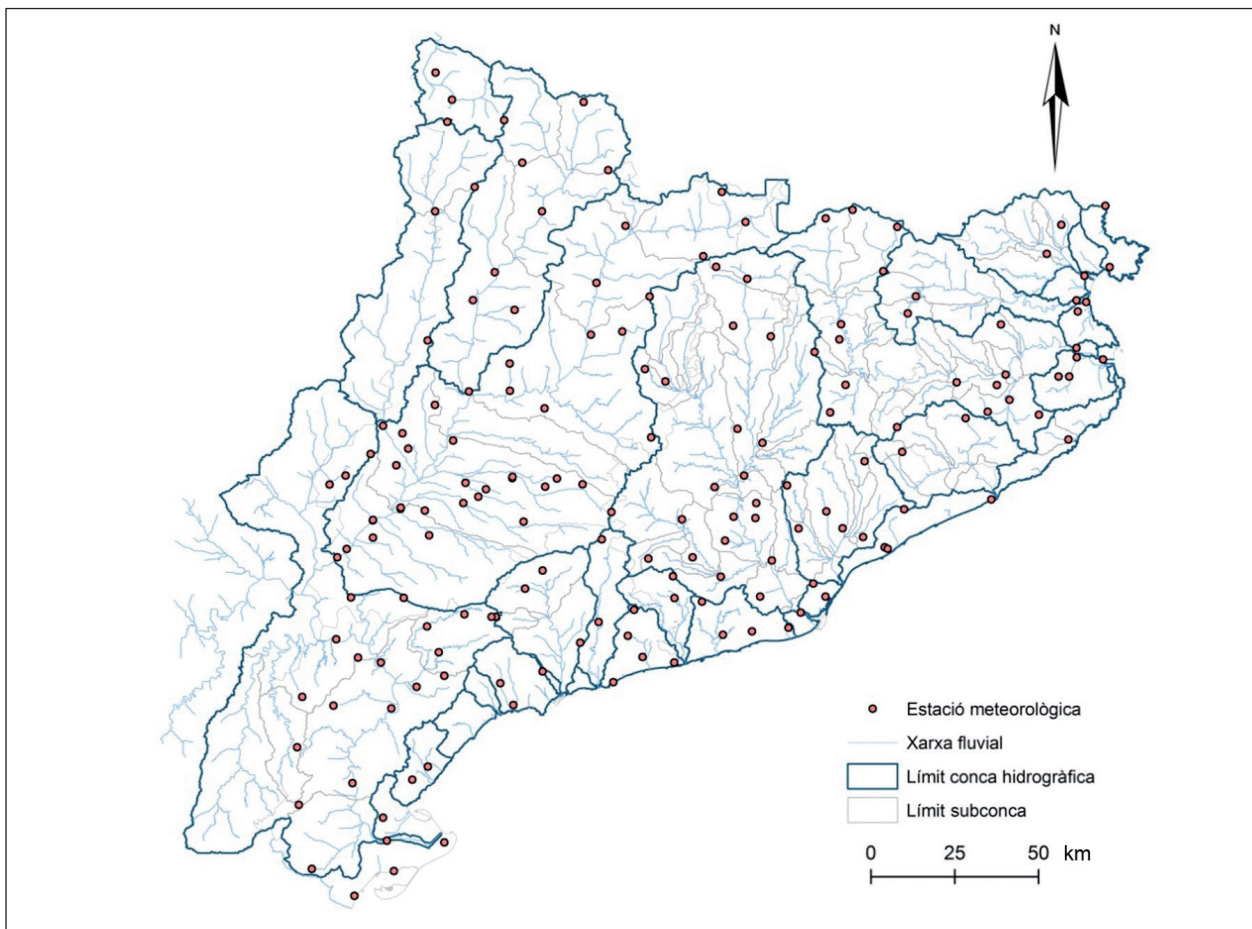 N
Estació meteorològica
Xarxa fluvial
Límit conca hidrogràfica
Límit subconca
0 25 50 km